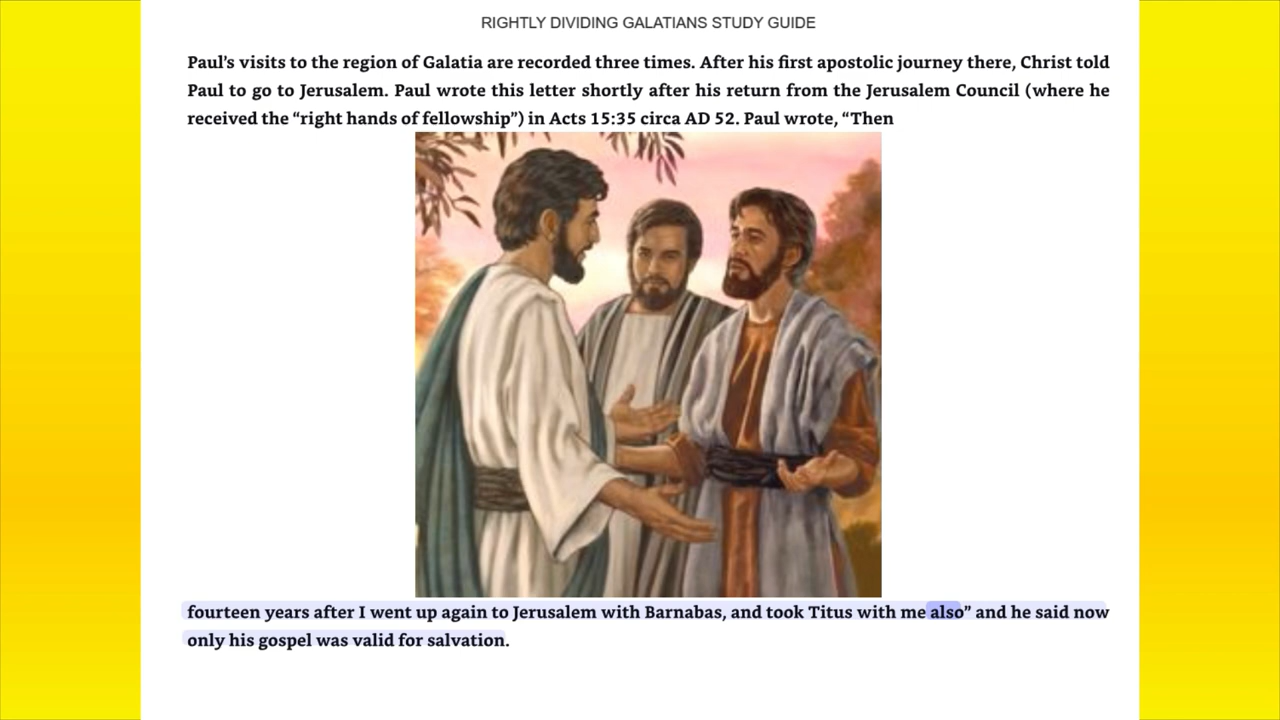 RIGHTLY DIVIDING GALATIANS STUDY GUIDE
Paul’s visits to the region of Galatia are recorded three times. After his first apostolic journey there, Christ told
Paul to go to Jerusalem. Paul wrote this letter shortly after his return from the Jerusalem Council (where he
received the “right hands of fellowship”) in Acts 15:35 circa AD 52. Paul wrote, “Then
fourteen years after I went up again to Jerusalem with Barnabas, and took Titus with me also” and he said now
only his gospel was valid for salvation.